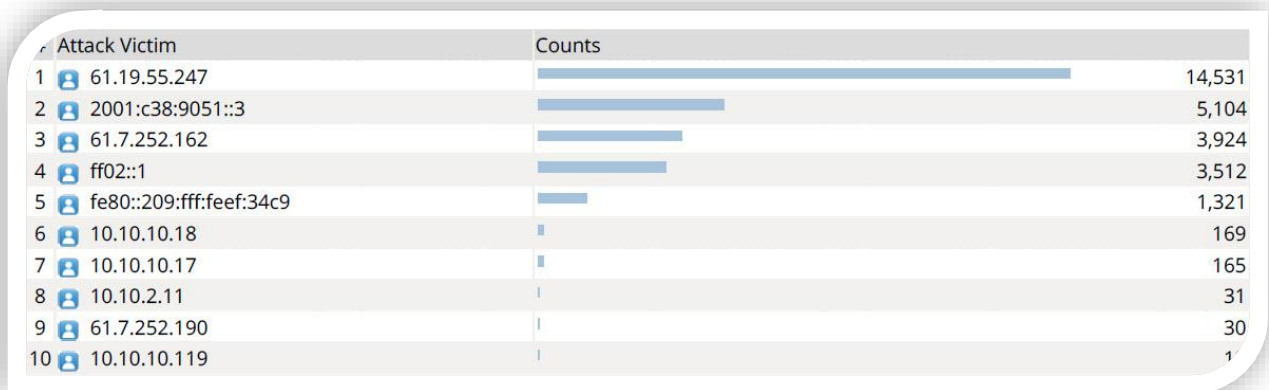 Attack Victim Counts
1 61.19.55.247 14,531
2 2001:c38:9051::3 5,104
3 61.7.252.162 3,924
4 ff02::1 3,512
5 fe80::209:fff:feef:34c9 1,321
6 10.10.10.18 169
7 10.10.10.17 165
8 10.10.2.11 31
9 61.7.252.190 30
10 10.10.10.119